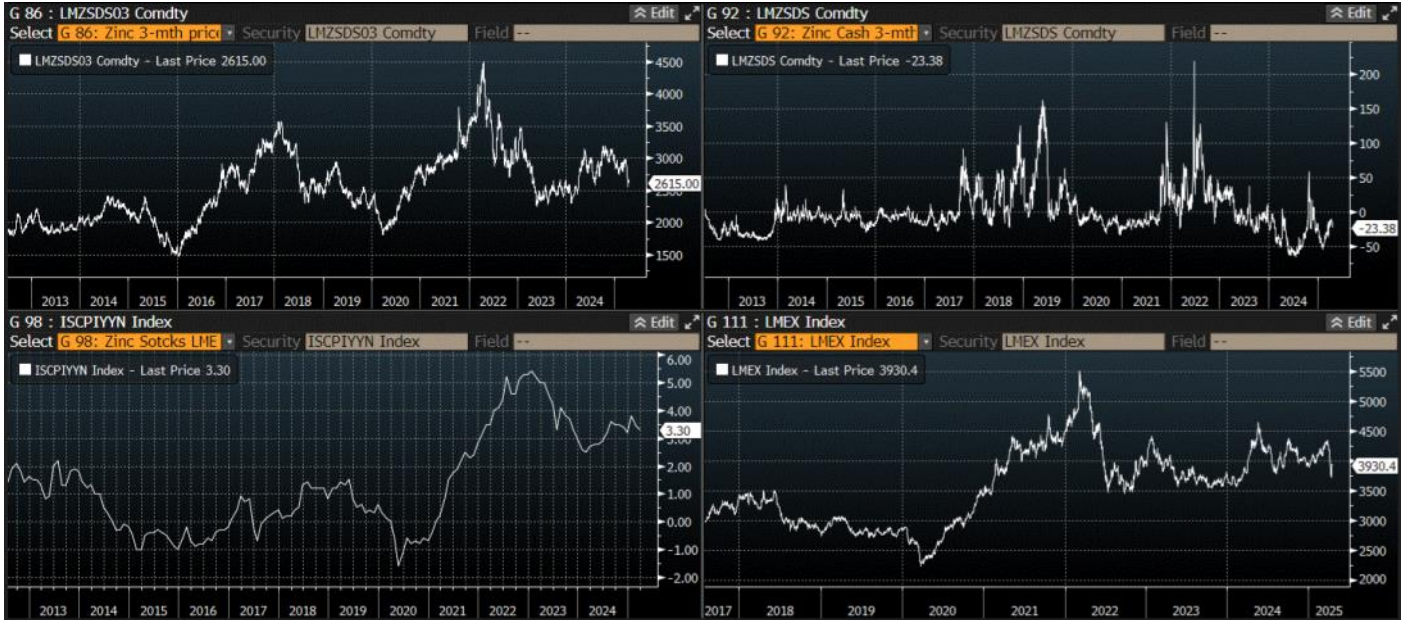 G 86 : LMZSDS03 Comdty
Edit
Select G 86: Zinc 3-mth price Security LMZSDS03 Comdty Field --
LMZSDS03 Comdty - Last Price 2615.00
4500
4000
3500
3000
2615.00
2000
1500
2013 2014 2015 2016 2017 2018 2019 2020 2021 2022 2023 2024
G 92 : LMZSDS Comdty
Edit
Select G 92: Zinc Cash 3-mth Security LMZSDS Comdty Field --
LMZSDS Comdty - Last Price -23.38
200
150
100
50
0
-23.38
-50
2013 2014 2015 2016 2017 2018 2019 2020 2021 2022 2023 2024
G 98 : ISCPIYYN Index
Edit
Select G 98: Zinc Sotcks LME Security ISCPIYYN Index Field --
ISCPIYYN Index - Last Price 3.30
6.00
5.00
4.00
3.30
2.00
1.00
0.00
-1.00
-2.00
2013 2014 2015 2016 2017 2018 2019 2020 2021 2022 2023 2024
G 111 : LMEX Index
Edit
Select G 111: LMEX Index Security LMEX Index Field --
LMEX Index - Last Price 3930.4
5500
5000
4500
3930.4
3500
3000
2500
2000
2017 2018 2019 2020 2021 2022 2023 2024 2025